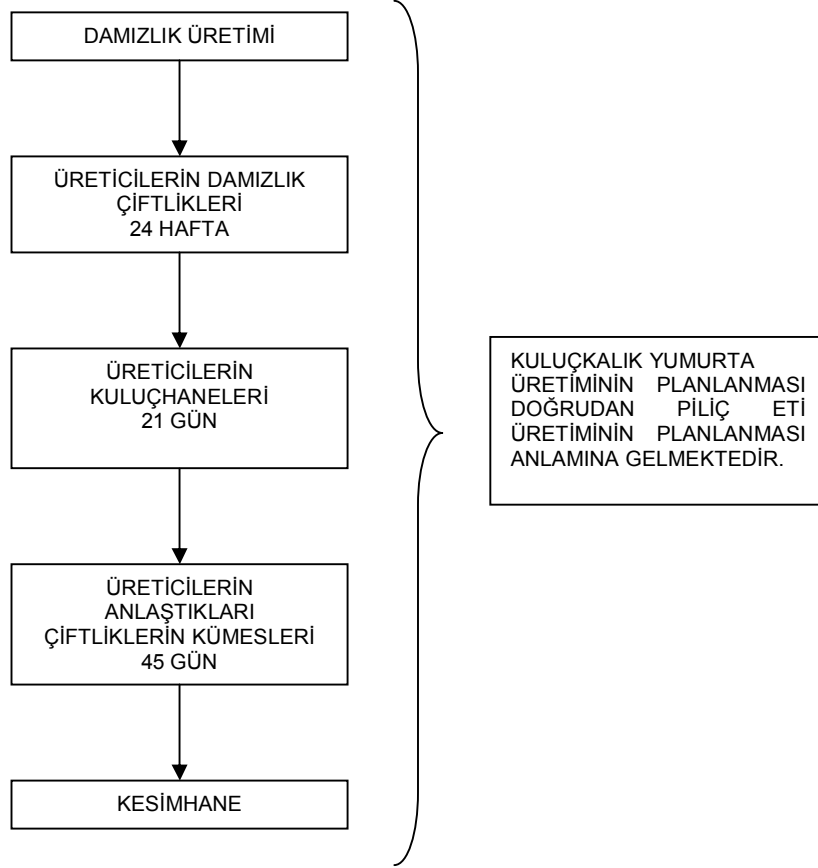 DAMIZLIK ÜRETİMİ
ÜRETİCİLERİN DAMIZLIK
ÇİFTLİKLERİ
24 HAFTA
ÜRETİCİLERİN
KULUÇHANELERİ
21 GÜN
ÜRETİCİLERİN
ANLAŞTIKLARI
ÇİFTLİKLERİN KÜMESLERİ
45 GÜN
KESİMHANE
KULUÇKALIK YUMURTA
ÜRETİMİNİN PLANLANMASI
DOĞRUDAN PİLİÇ ETİ
ÜRETİMİNİN PLANLANMASI
ANLAMINA GELMEKTEDİR.